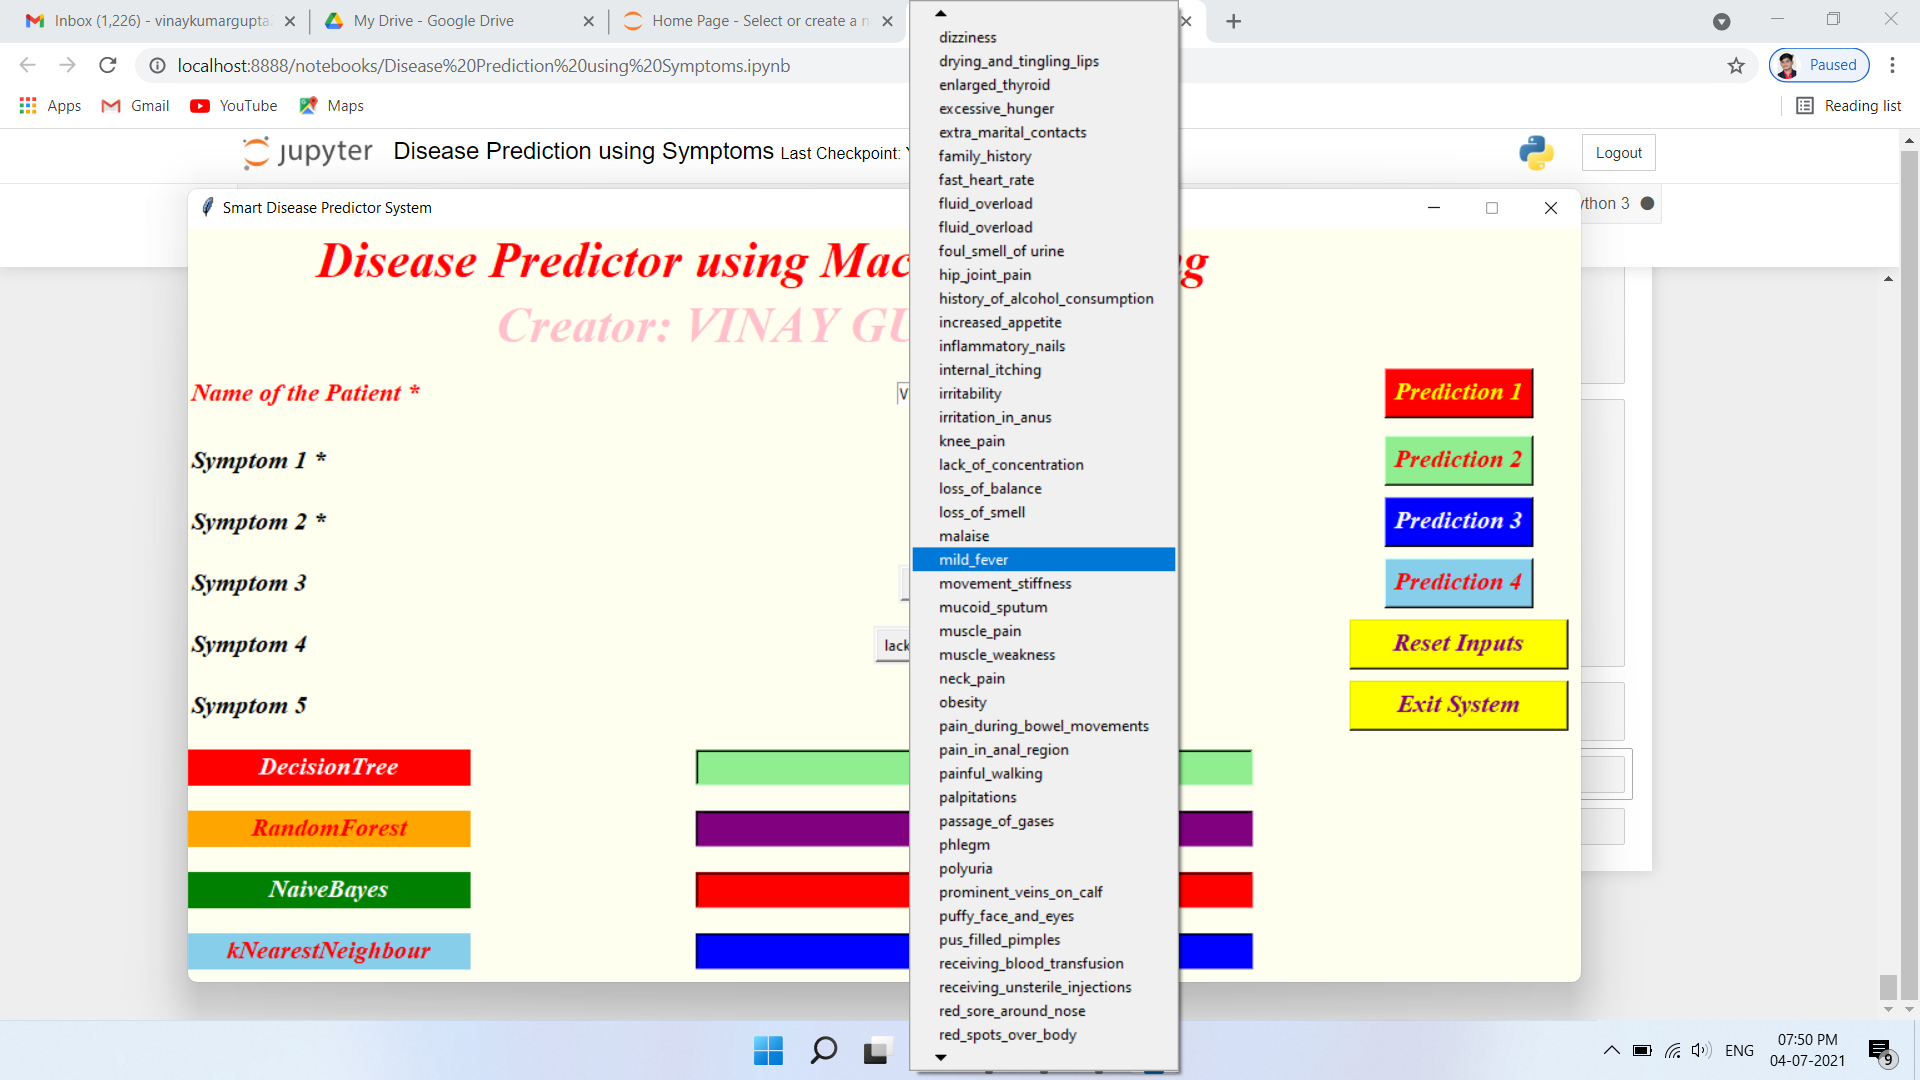 Inbox (1,226) - vinaykumargupta
My Drive - Google Drive
Home Page - Select or create a n
localhost:8888/notebooks/Disease%20Prediction%20using%20Symptoms.ipynb
Paused
Apps
Gmail
YouTube
Maps
Reading list
jupyter
Disease Prediction using Symptoms Last Checkpoint:
Logout
ython 3
Smart Disease Predictor System
Disease Predictor using Mac
g
Creator: VINAY GU
Name of the Patient *
V
Symptom 1 *
Symptom 2 *
Symptom 3
Symptom 4
lack
Symptom 5
Prediction 1
Prediction 2
Prediction 3
Prediction 4
Reset Inputs
Exit System
DecisionTree
RandomForest
NaiveBayes
kNearestNeighbour
dizziness
drying_and_tingling_lips
enlarged_thyroid
excessive_hunger
extra_marital_contacts
family_history
fast_heart_rate
fluid_overload
fluid_overload
foul_smell_of urine
hip_joint_pain
history_of_alcohol_consumption
increased_appetite
inflammatory_nails
internal_itching
irritability
irritation_in_anus
knee_pain
lack_of_concentration
loss_of_balance
loss_of_smell
malaise
mild_fever
movement_stiffness
mucoid_sputum
muscle_pain
muscle_weakness
neck_pain
obesity
pain_during_bowel_movements
pain_in_anal_region
painful_walking
palpitations
passage_of_gases
phlegm
polyuria
prominent_veins_on_calf
puffy_face_and_eyes
pus_filled_pimples
receiving_blood_transfusion
receiving_unsterile_injections
red_sore_around_nose
red_spots_over_body
ENG
07:50 PM
04-07-2021
9